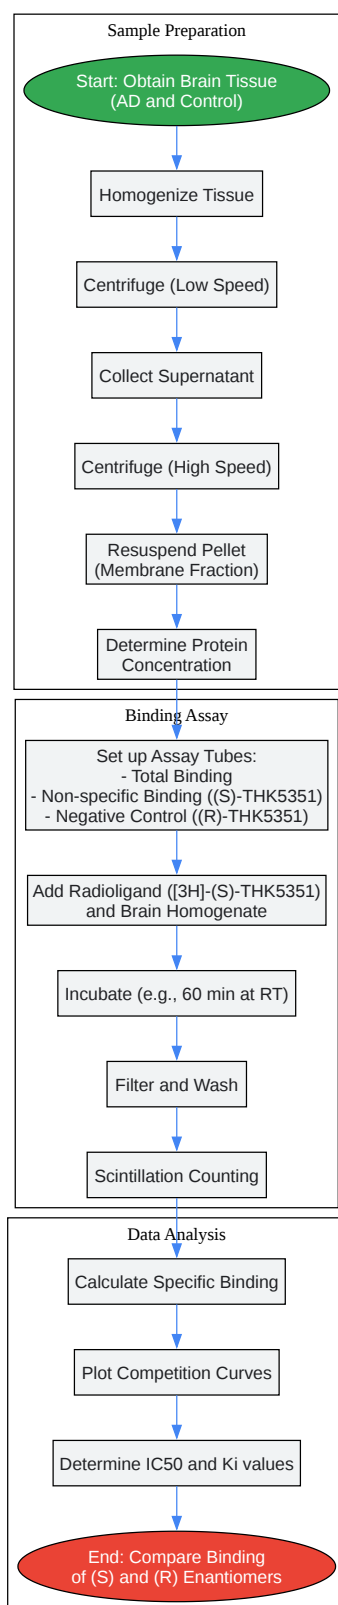 Sample Preparation
Start: Obtain Brain Tissue
(AD and Control)
Homogenize Tissue
Centrifuge (Low Speed)
Collect Supernatant
Centrifuge (High Speed)
Resuspend Pellet
(Membrane Fraction)
Determine Protein
Concentration
Binding Assay
Set up Assay Tubes:
- Total Binding
- Non-specific Binding ((S)-THK5351)
- Negative Control ((R)-THK5351)
Add Radioligand ([3H]-(S)-THK5351)
and Brain Homogenate
Incubate (e.g., 60 min at RT)
Filter and Wash
Scintillation Counting
Data Analysis
Calculate Specific Binding
Plot Competition Curves
Determine IC50 and Ki values
End: Compare Binding
of (S) and (R) Enantiomers